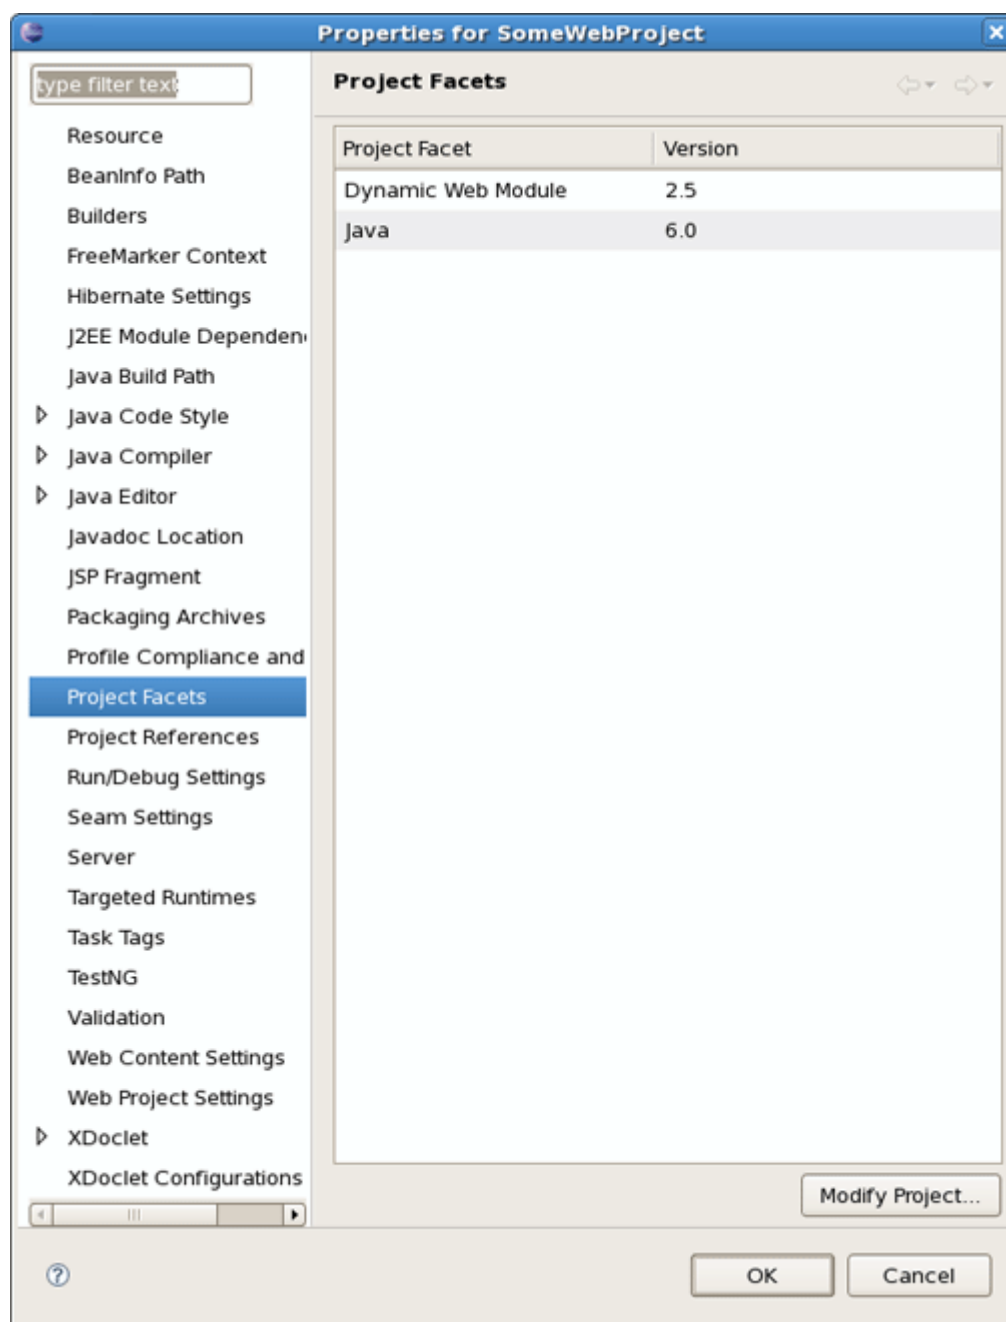 Properties for SomeWebProject
type filter text
Project Facets
Resource
BeanInfo Path
Builders
FreeMarker Context
Hibernate Settings
J2EE Module Dependen
Java Build Path
Java Code Style
Java Compiler
Java Editor
Javadoc Location
JSP Fragment
Packaging Archives
Profile Compliance and
Project Facets
Project References
Run/Debug Settings
Seam Settings
Server
Targeted Runtimes
Task Tags
TestNG
Validation
Web Content Settings
Web Project Settings
XDoclet
XDoclet Configurations
Project Facet Version
Dynamic Web Module 2.5
Java 6.0
Modify Project...
OK Cancel